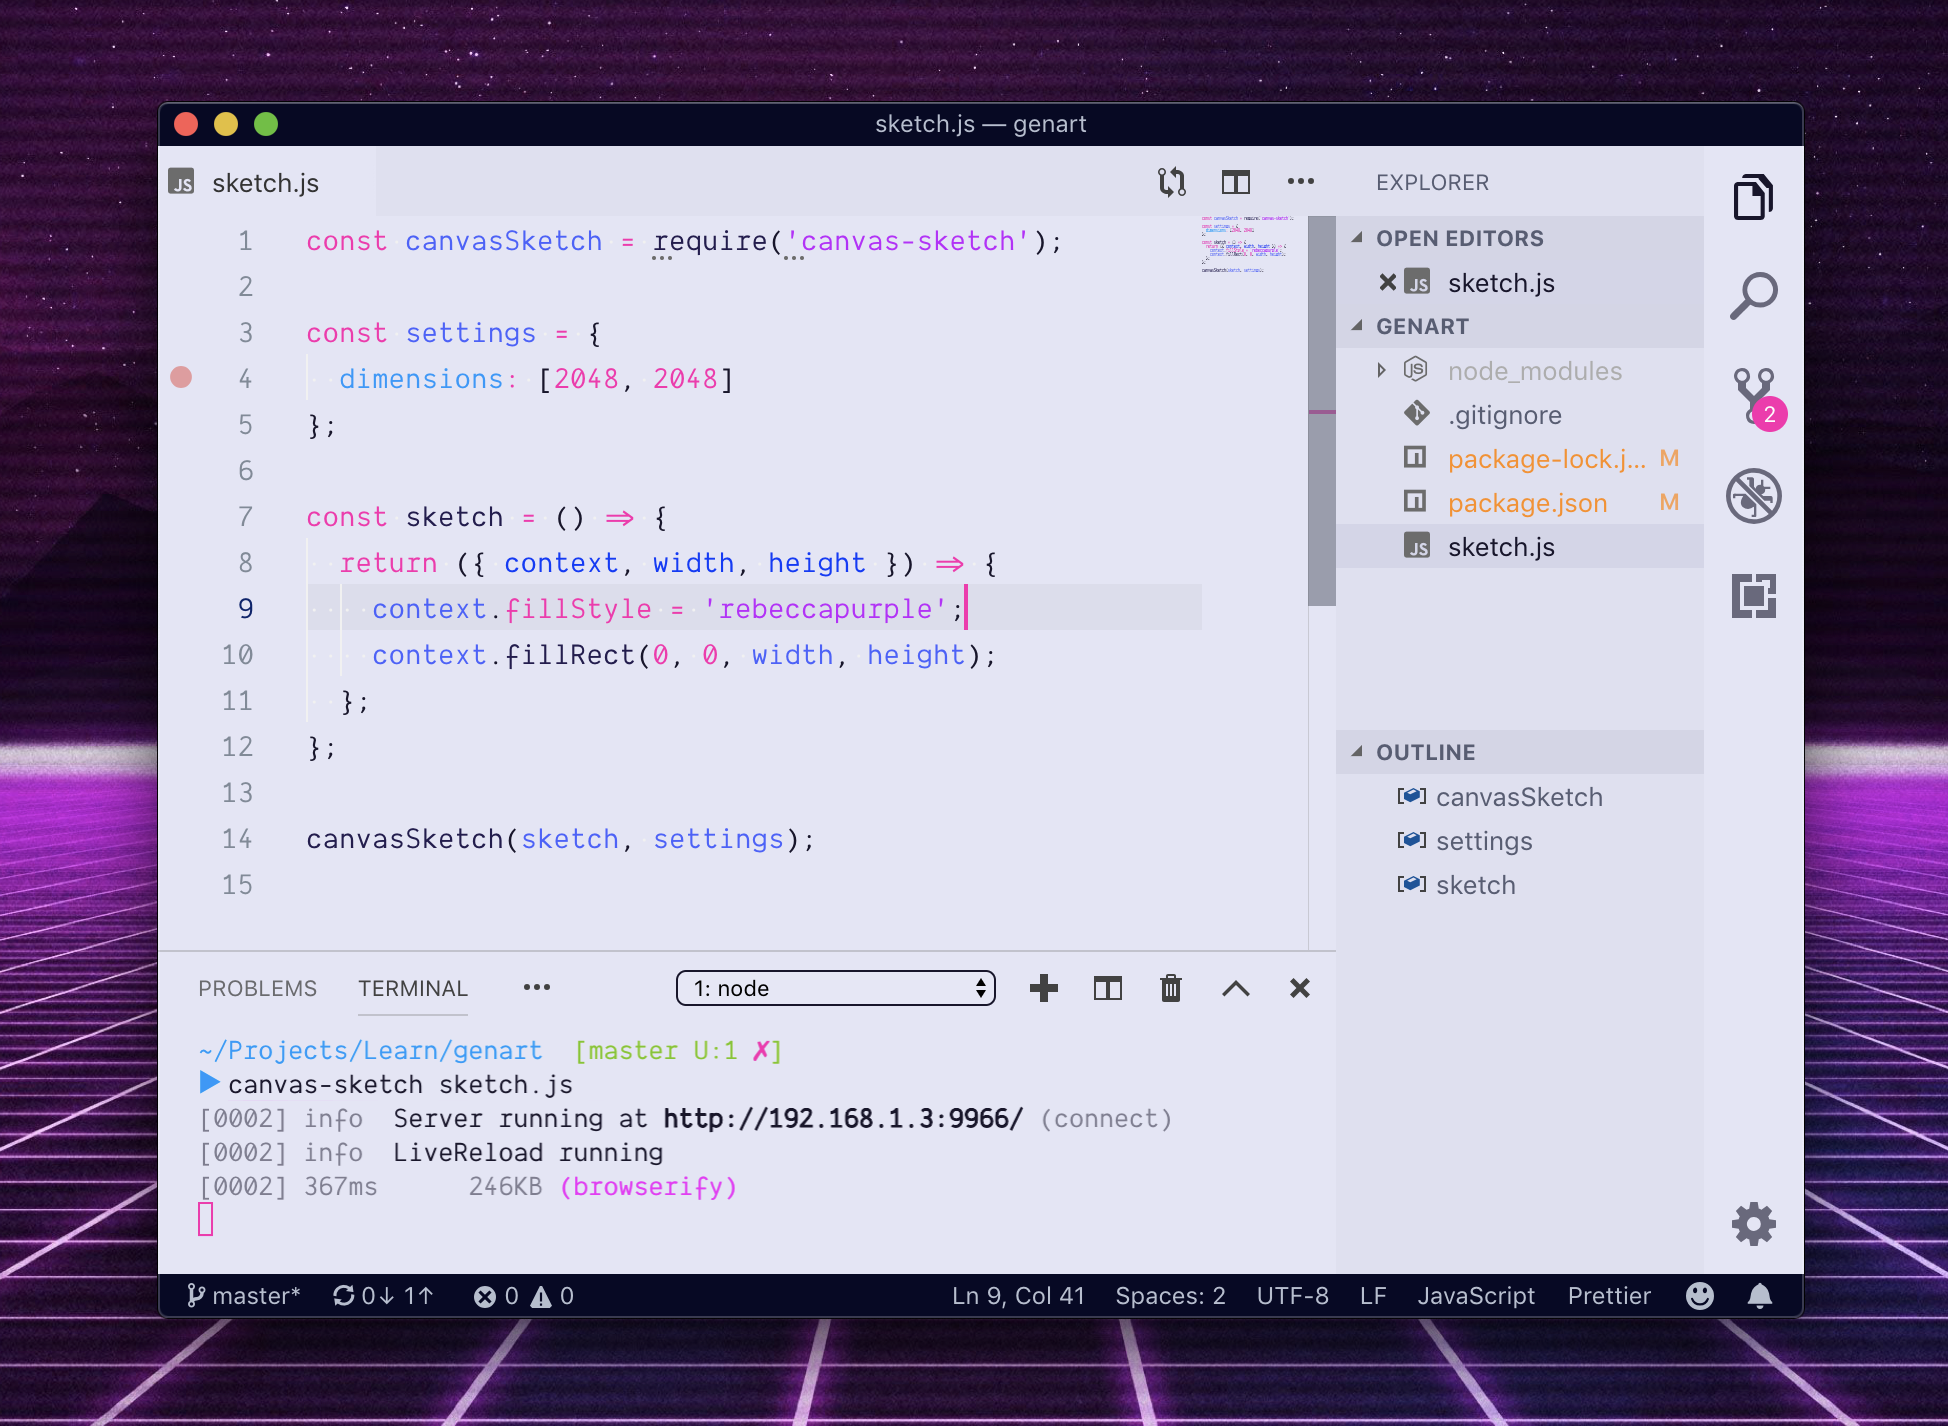 sketch.js — genart
JS sketch.js
EXPLORER
1 const canvasSketch = require('canvas-sketch');
2
3 const settings = {
4 dimensions: [2048, 2048]
5 };
6
7 const sketch = () => {
8 return ({ context, width, height }) => {
9 context.fillStyle = 'rebeccapurple';
10 context.fillRect(0, 0, width, height);
11 };
12 };
13
14 canvasSketch(sketch, settings);
15
OPEN EDITORS
JS sketch.js
GENART
JS node_modules
.gitignore
package-lock.j... M
package.json M
JS sketch.js
2
OUTLINE
canvasSketch
settings
sketch
PROBLEMS TERMINAL ••• 1: node
~/Projects/Learn/genart [master U:1 ✗]
▶ canvas-sketch sketch.js
[0002] info Server running at http://192.168.1.3:9966/ (connect)
[0002] info LiveReload running
[0002] 367ms 246KB (browserify)
master* 0↓ 1↑ 0 0 Ln 9, Col 41 Spaces: 2 UTF-8 LF JavaScript Prettier